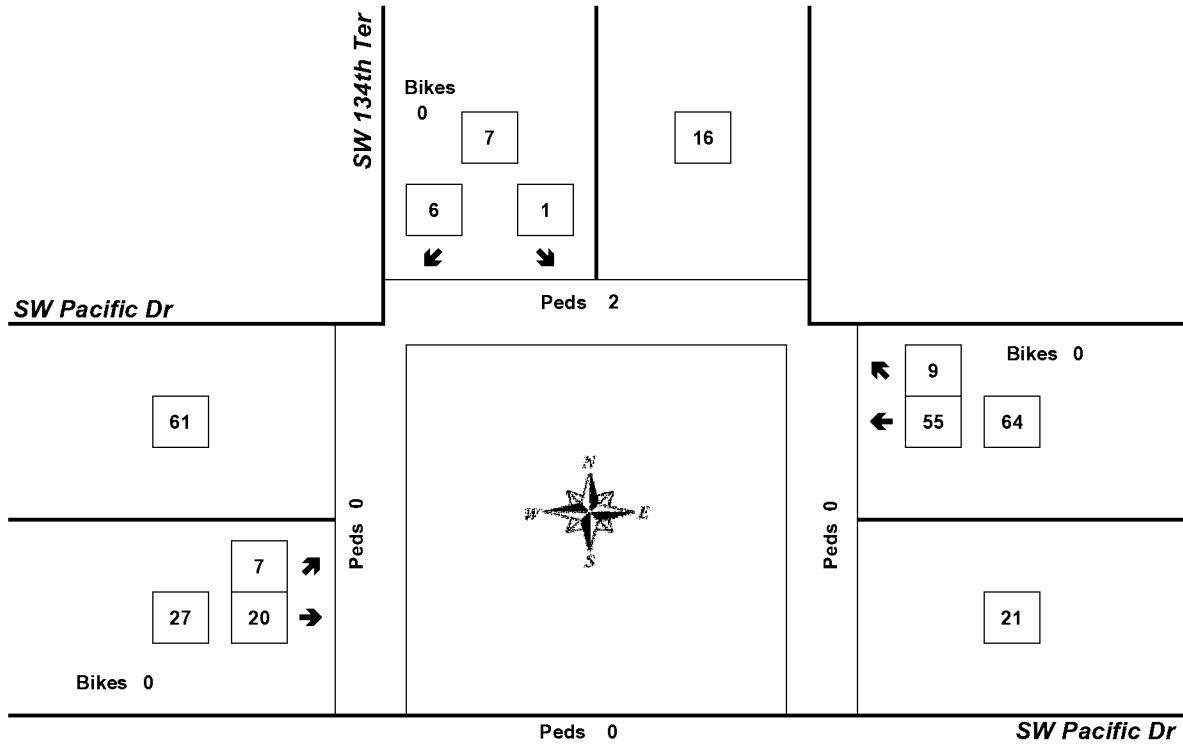 SW 134th Ter
Bikes
0
7
16
6
1
Peds 2
SW Pacific Dr
9
Bikes 0
61
55
64
N
W
E
S
Peds 0
Peds 0
7
27
20
21
Bikes 0
Peds 0
SW Pacific Dr